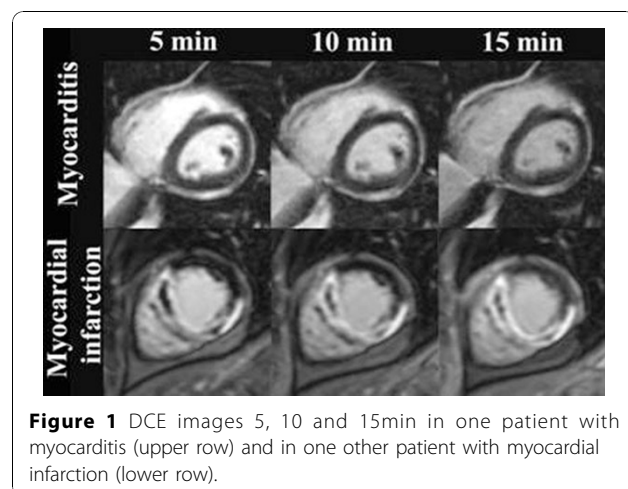 5 min 10 min 15 min
Myocarditis
Myocardial
infarction
Figure 1 DCE images 5, 10 and 15min in one patient with
myocarditis (upper row) and in one other patient with myocardial
infarction (lower row).